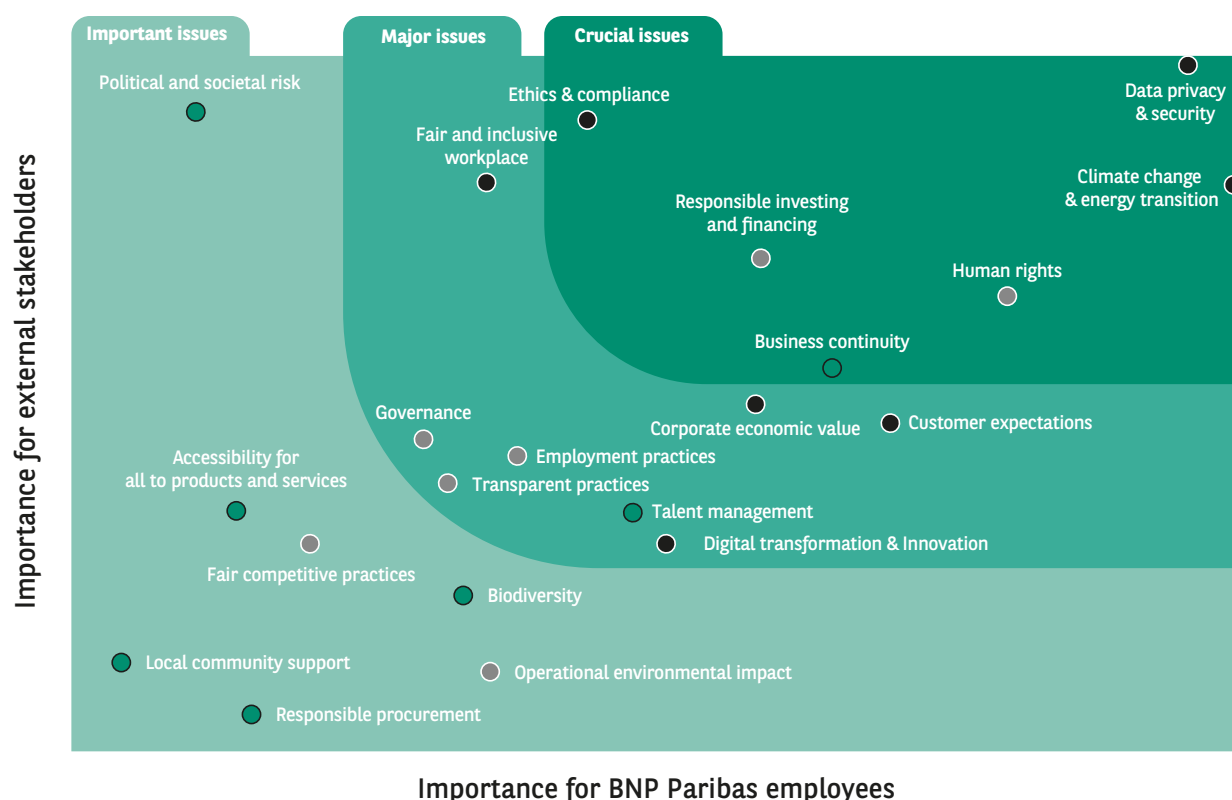 Important issues
Major issues
Crucial issues
Political and societal risk
Ethics & compliance
Data privacy
& security
Fair and inclusive
workplace
Climate change
& energy transition
Responsible investing
and financing
Human rights
Business continuity
Governance
Corporate economic value
Customer expectations
Employment practices
Accessibility for
all to products and services
Transparent practices
Talent management
Digital transformation & Innovation
Fair competitive practices
Biodiversity
Local community support
Operational environmental impact
Responsible procurement
Importance for external stakeholders
Importance for BNP Paribas employees